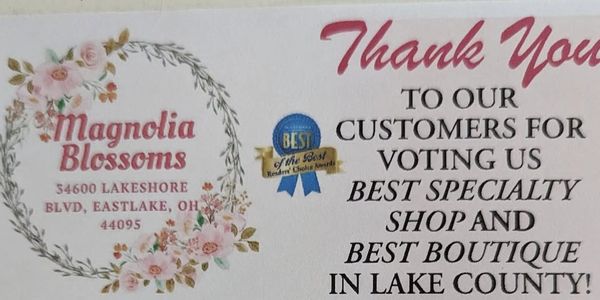 Magnolia
Blossoms
34600 LAKESHORE
BLVD, EASTLAKE, OH
44095
BEST
of the Best
Readers' Choice Awards
Thank You
TO OUR
CUSTOMERS FOR
VOTING US
BEST SPECIALTY
SHOP AND
BEST BOUTIQUE
IN LAKE COUNTY!